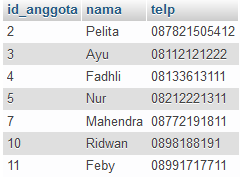 id_anggota nama telp
2 Pelita 087821505412
3 Ayu 08112121222
4 Fadhli 08133613111
5 Nur 08212221311
7 Mahendra 08772191811
10 Ridwan 0898188191
11 Feby 08991717711